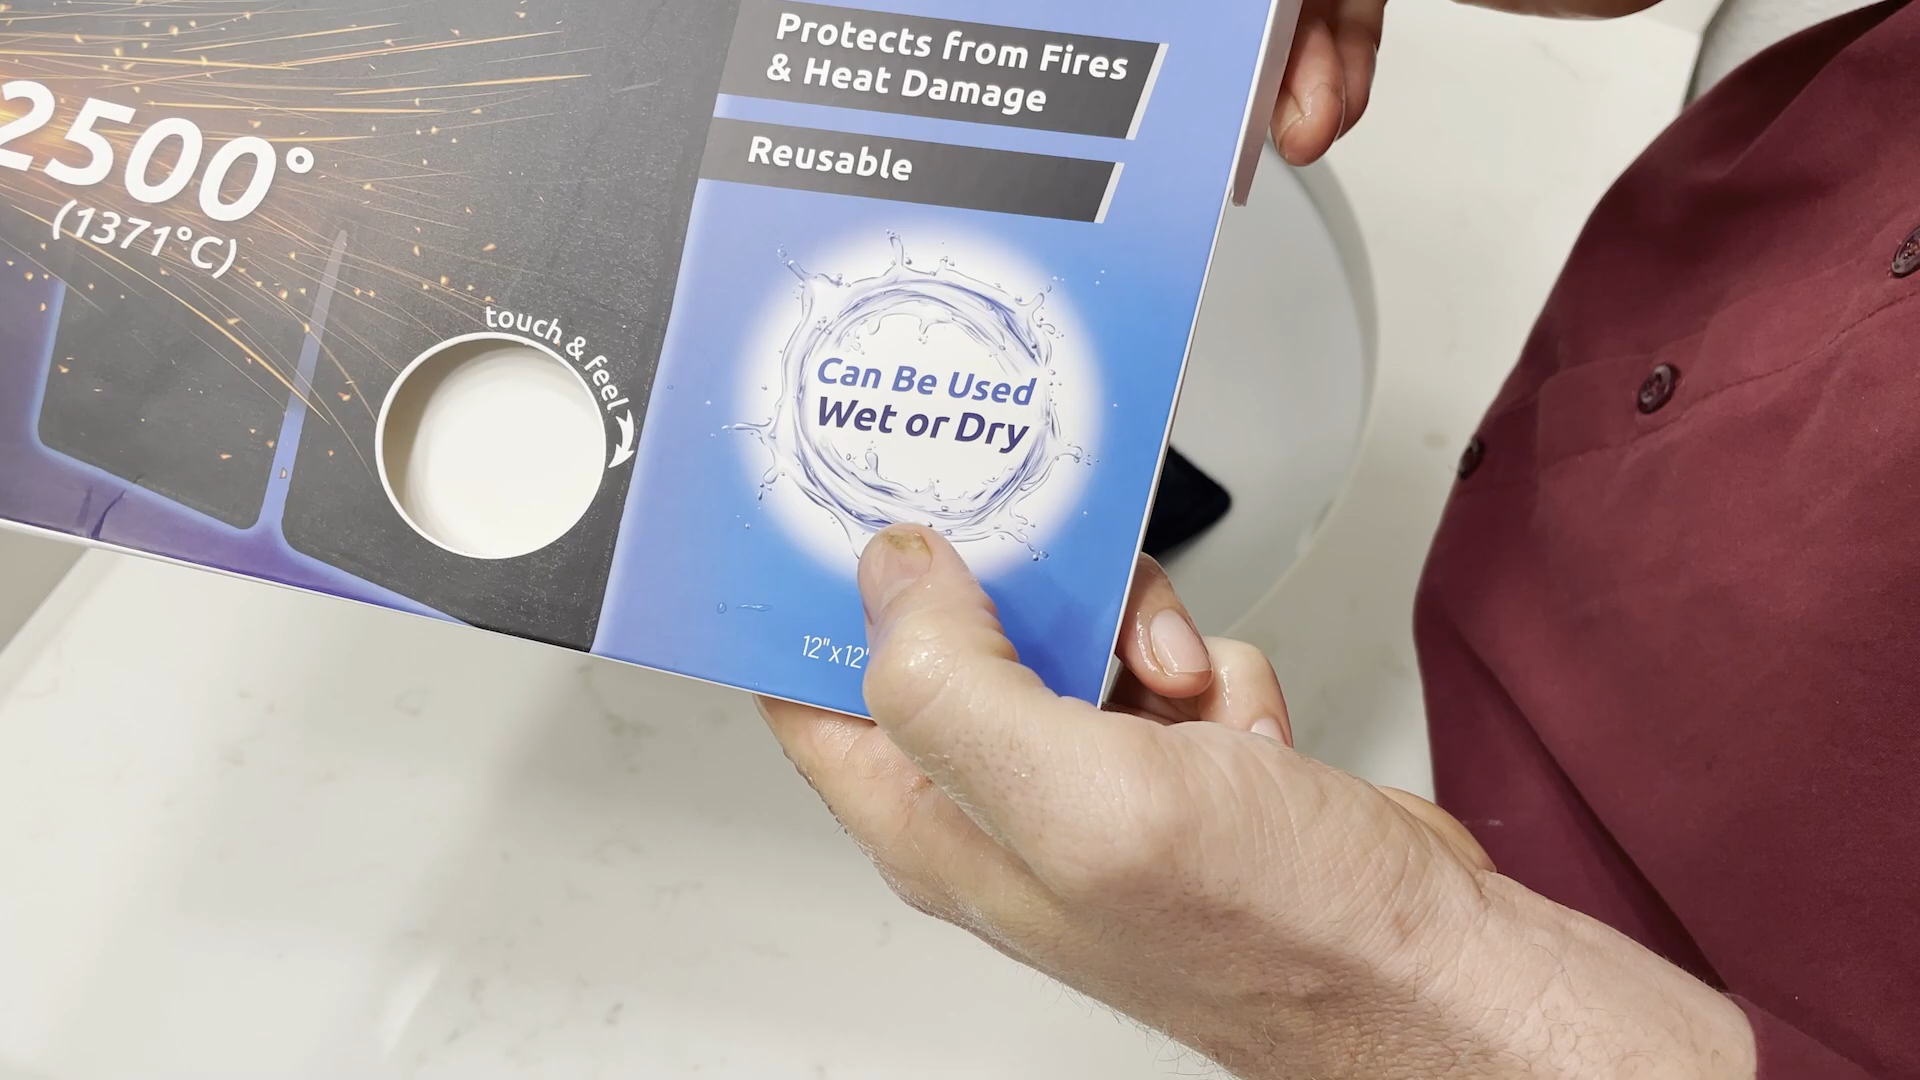 Protects from Fires
& Heat Damage
Reusable
2500°
(1371°C)
touch & feel
Can Be Used
Wet or Dry
12"x12"